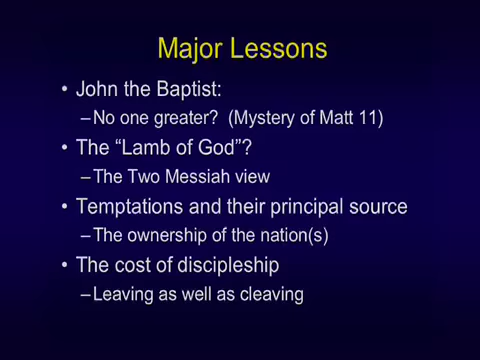 Major Lessons
• John the Baptist:
–No one greater? (Mystery of Matt 11)
• The “Lamb of God”?
–The Two Messiah view
• Temptations and their principal source
–The ownership of the nation(s)
• The cost of discipleship
–Leaving as well as cleaving